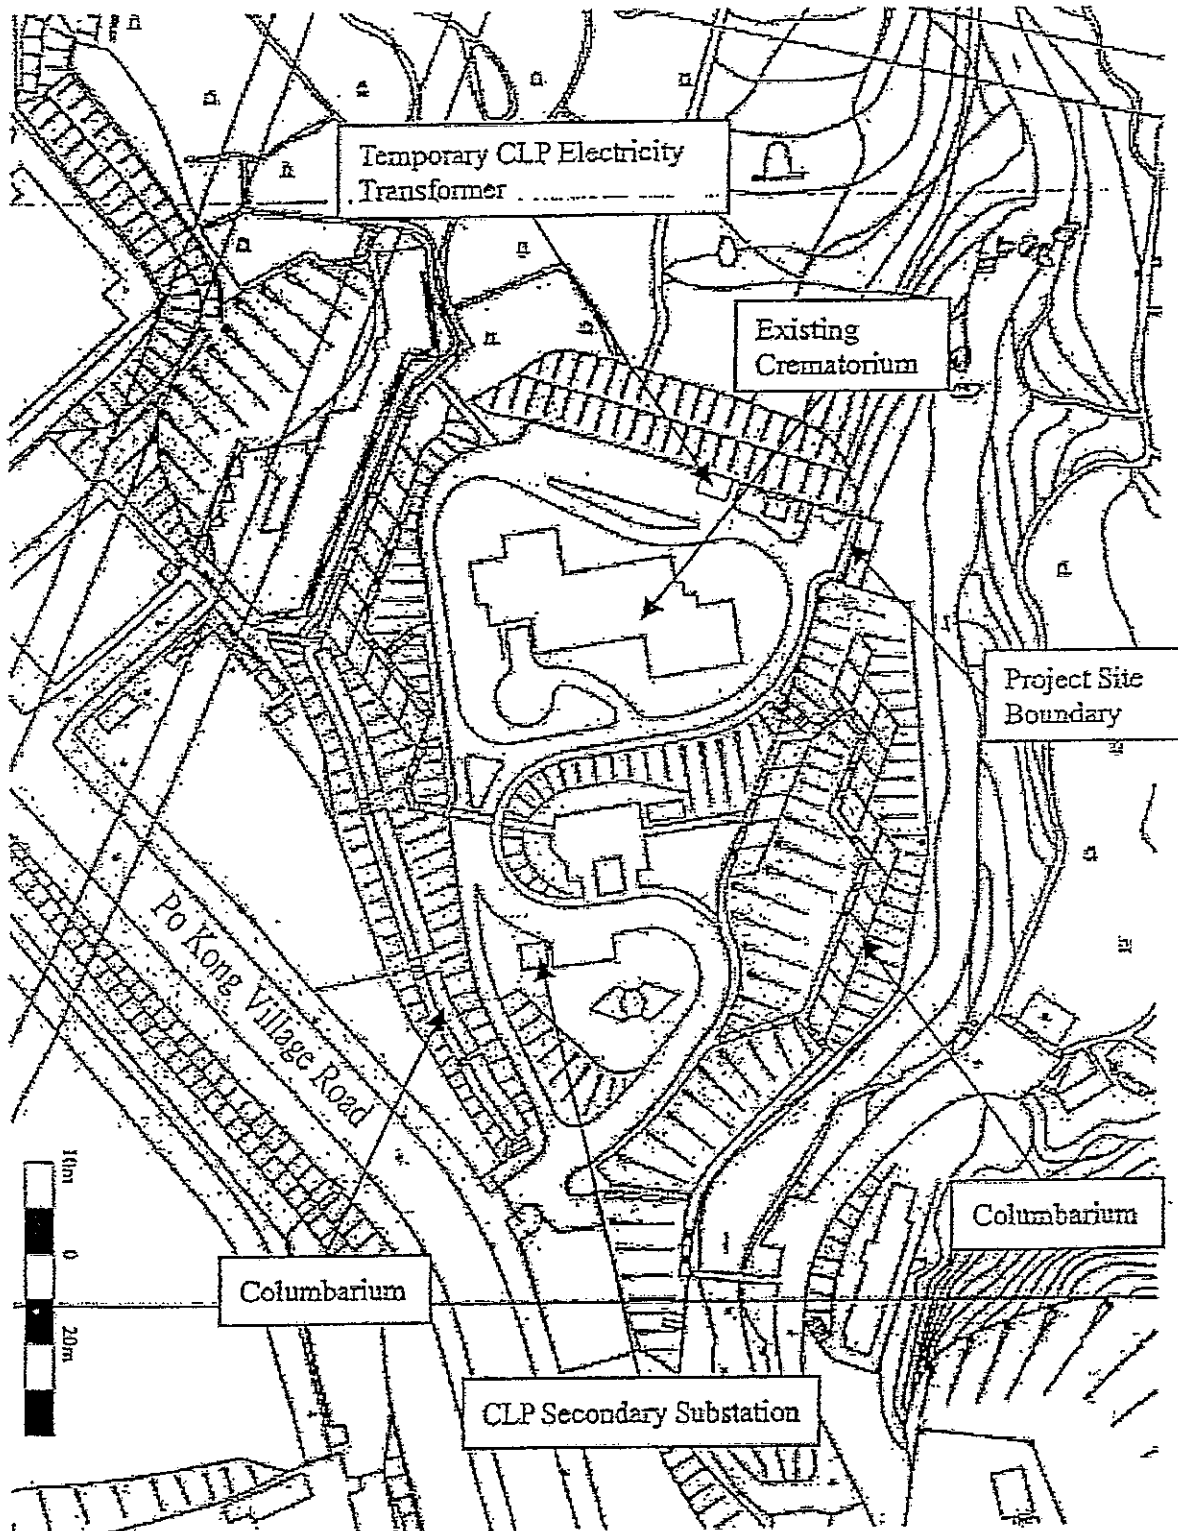 Temporary CLP Electricity
Transformer
Existing
Crematorium
Project Site
Boundary
Po Kong Village Road
10m
0
20m
Columbarium
Columbarium
CLP Secondary Substation